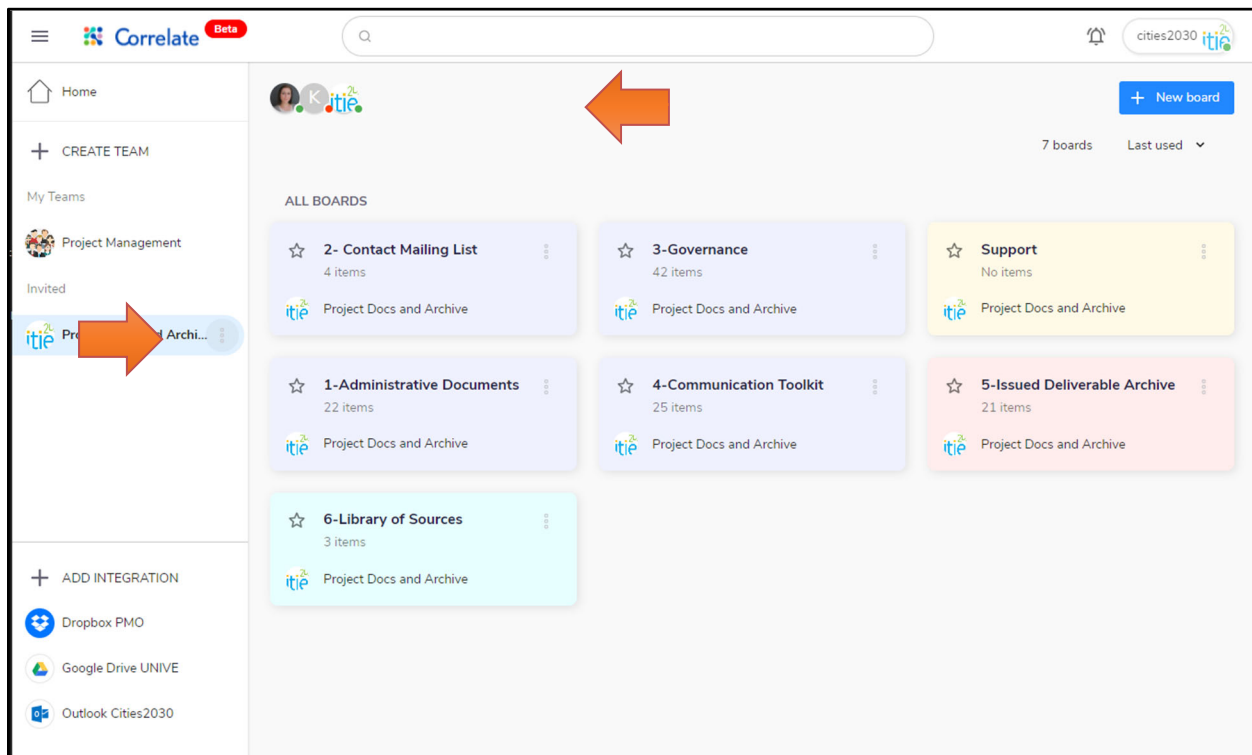 Correlate Beta
cities2030 itie 2L
Home
CREATE TEAM
My Teams
Project Management
Invited
Archi...
ADD INTEGRATION
Dropbox PMO
Google Drive UNIVE
Outlook Cities2030
K itie 2L
+ New board
7 boards Last used
ALL BOARDS
2- Contact Mailing List
4 items
Project Docs and Archive
3-Governance
42 items
Project Docs and Archive
Support
No items
Project Docs and Archive
1-Administrative Documents
22 items
Project Docs and Archive
4-Communication Toolkit
25 items
Project Docs and Archive
5-Issued Deliverable Archive
21 items
Project Docs and Archive
6-Library of Sources
3 items
Project Docs and Archive